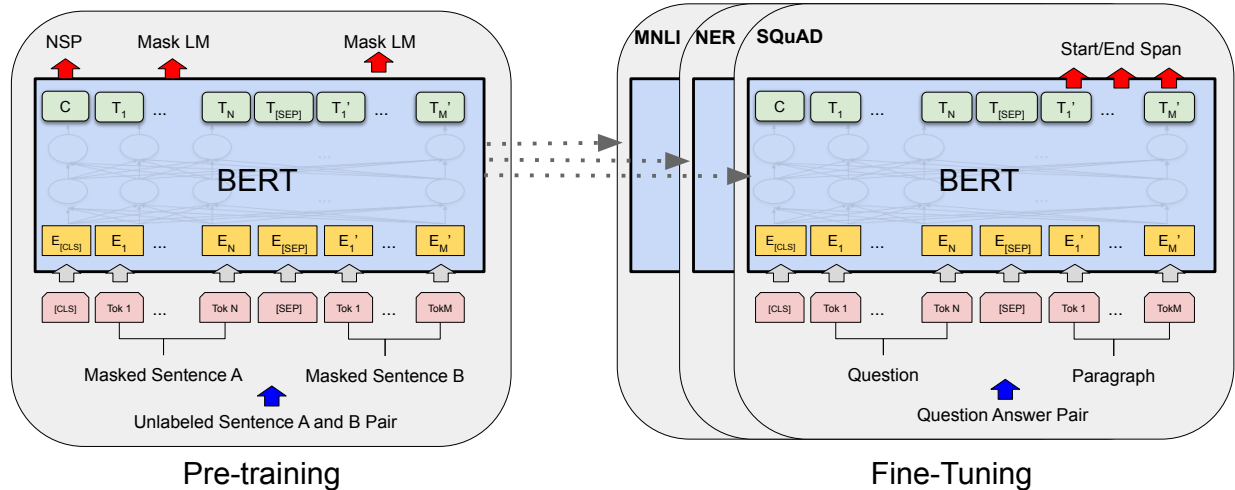 NSP Mask LM Mask LM
C T1 ... TN T[SEP] T1' ... TM'
...
BERT
...
E[CLS] E1 ... EN E[SEP] E1' ... EM'
[CLS] Tok 1 ... Tok N [SEP] Tok 1 ... TokM
Masked Sentence A Masked Sentence B
Unlabeled Sentence A and B Pair
Pre-training
MNLI NER SQuAD
Start/End Span
C T1 ... TN T[SEP] T1' ... TM'
...
BERT
...
E[CLS] E1 ... EN E[SEP] E1' ... EM'
[CLS] Tok 1 ... Tok N [SEP] Tok 1 ... TokM
Question Paragraph
Question Answer Pair
Fine-Tuning